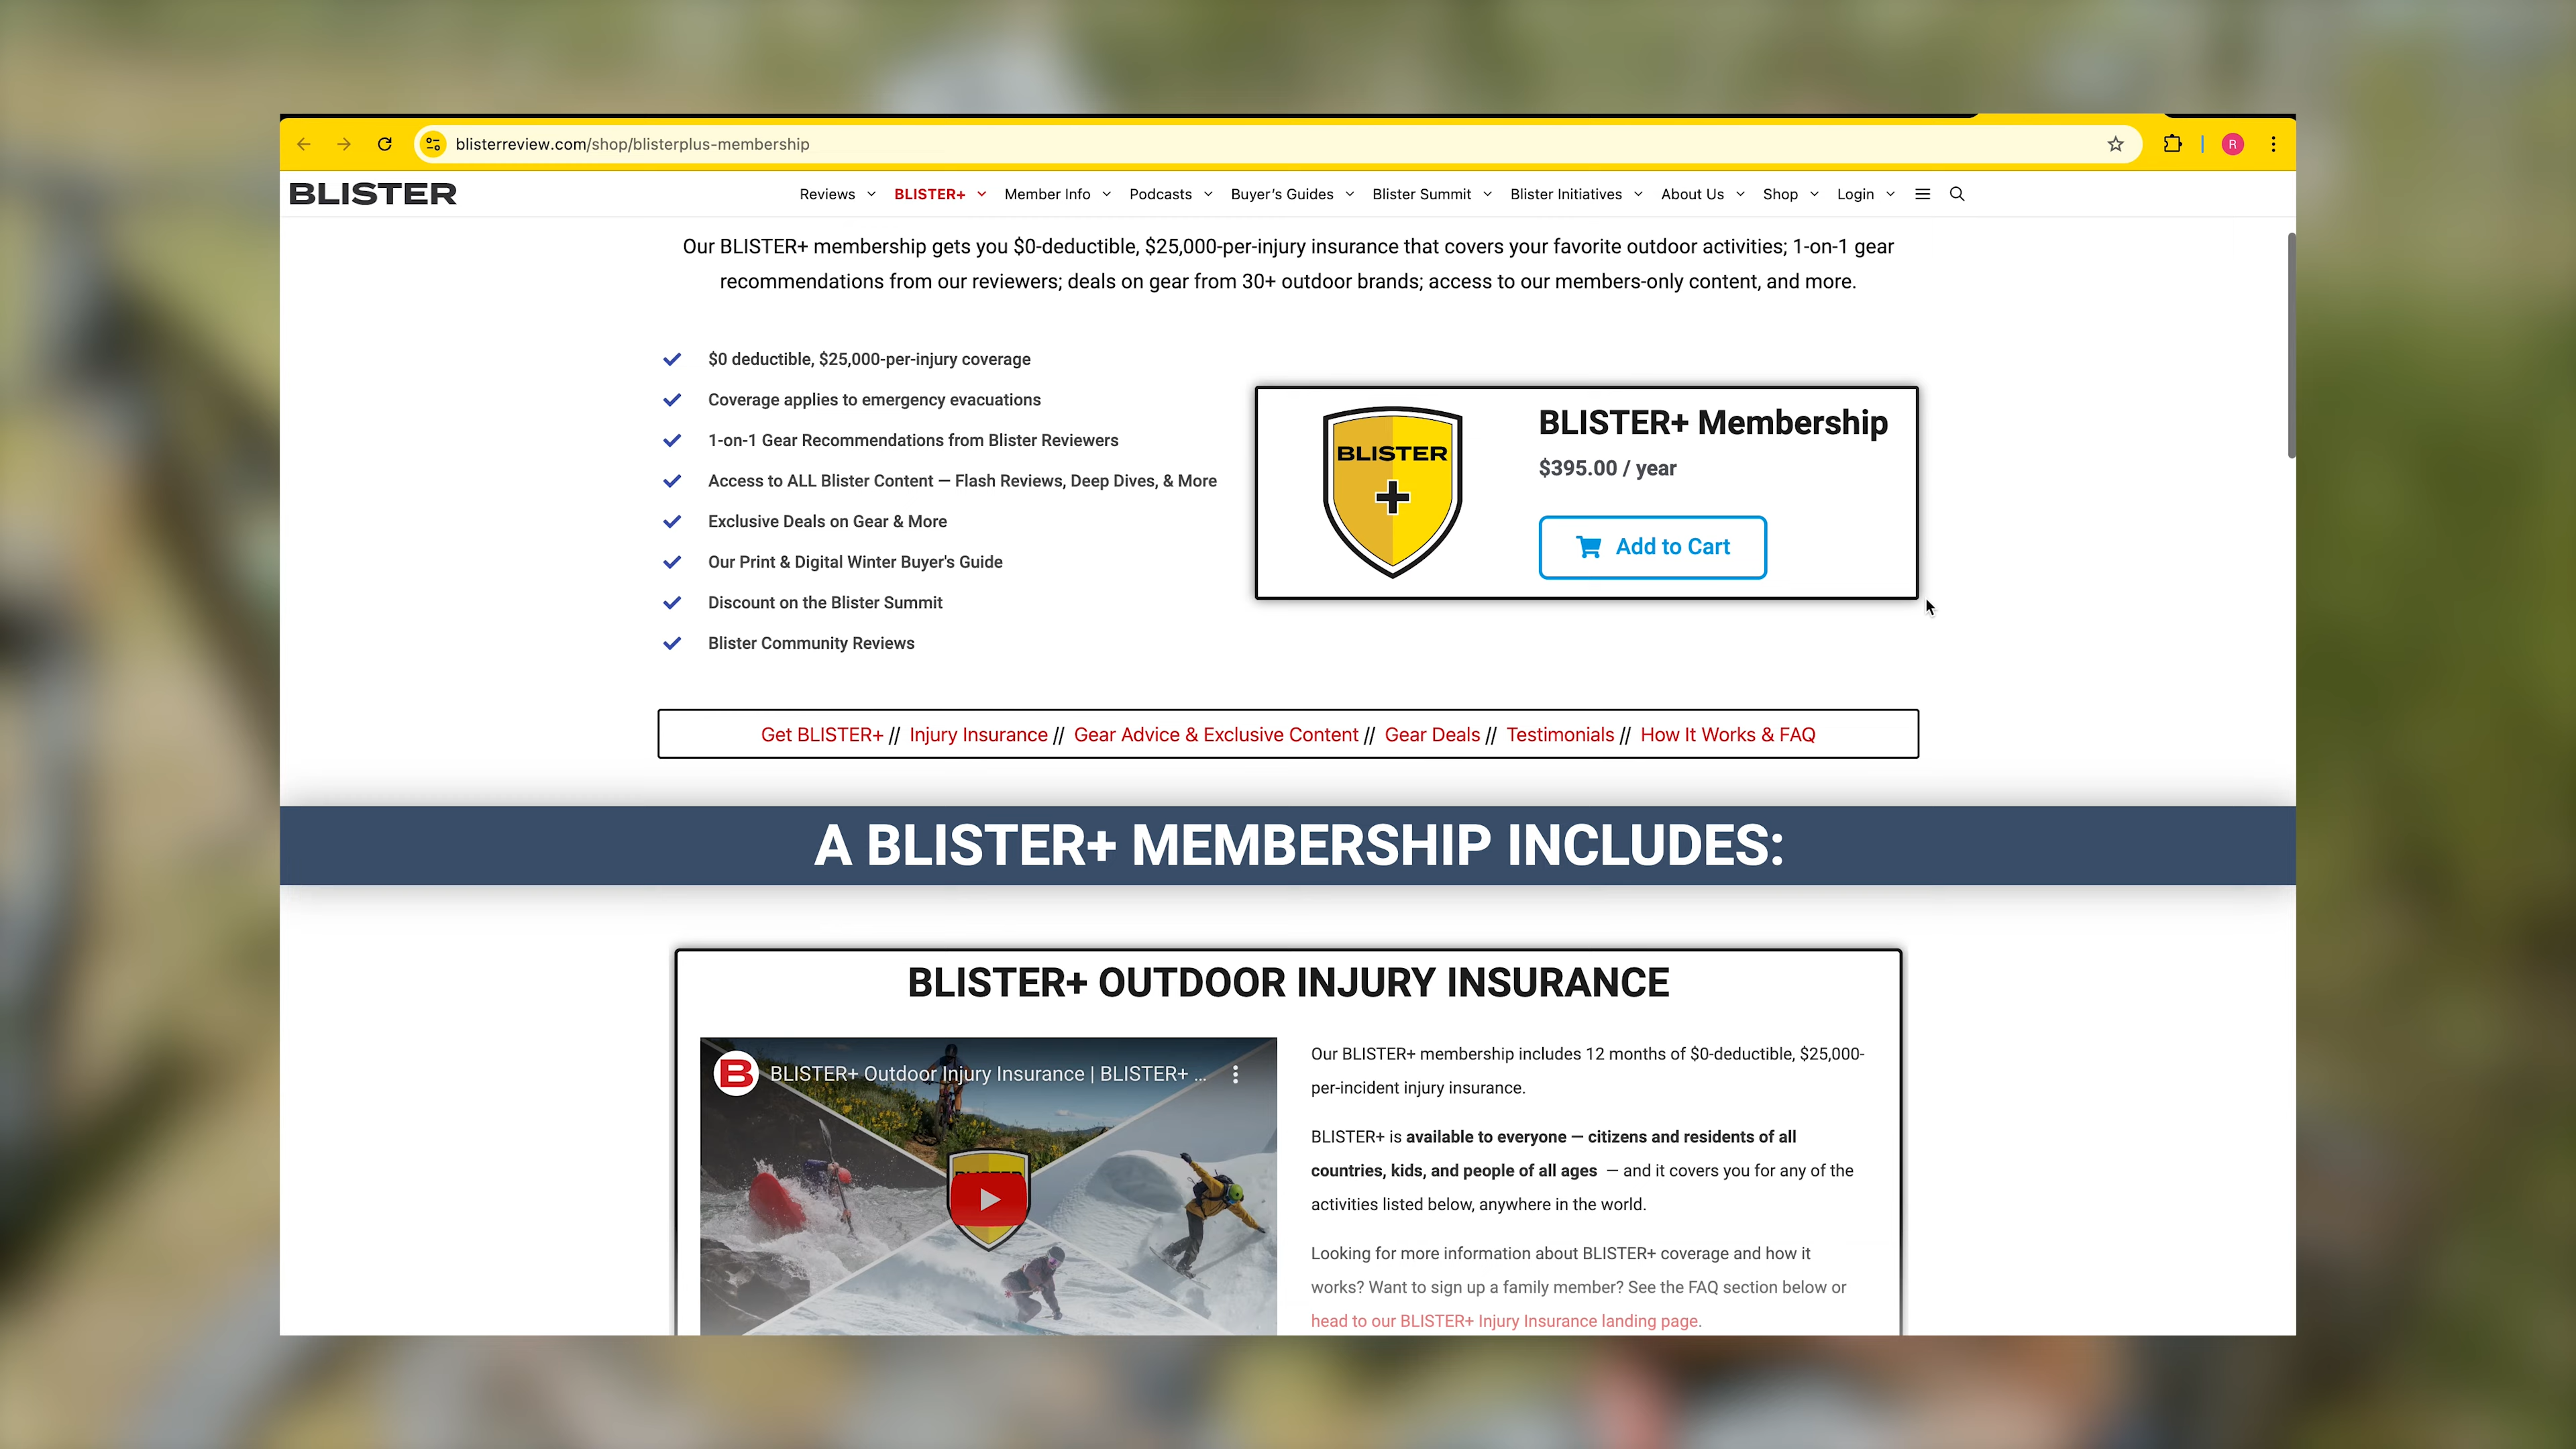 blisterreview.com/shop/blisterplus-membership
R
BLISTER
Reviews BLISTER+ Member Info Podcasts Buyer's Guides Blister Summit Blister Initiatives About Us Shop Login
Our BLISTER+ membership gets you $0-deductible, $25,000-per-injury insurance that covers your favorite outdoor activities; 1-on-1 gear
recommendations from our reviewers; deals on gear from 30+ outdoor brands; access to our members-only content, and more.
$0 deductible, $25,000-per-injury coverage
Coverage applies to emergency evacuations
1-on-1 Gear Recommendations from Blister Reviewers
Access to ALL Blister Content — Flash Reviews, Deep Dives, & More
Exclusive Deals on Gear & More
Our Print & Digital Winter Buyer's Guide
Discount on the Blister Summit
Blister Community Reviews
BLISTER
+
BLISTER+ Membership
$395.00 / year
Add to Cart
Get BLISTER+ // Injury Insurance // Gear Advice & Exclusive Content // Gear Deals // Testimonials // How It Works & FAQ
A BLISTER+ MEMBERSHIP INCLUDES:
BLISTER+ OUTDOOR INJURY INSURANCE
B BLISTER+ Outdoor Injury Insurance | BLISTER+ ...
BLISTER
Our BLISTER+ membership includes 12 months of $0-deductible, $25,000-
per-incident injury insurance.
BLISTER+ is available to everyone — citizens and residents of all
countries, kids, and people of all ages — and it covers you for any of the
activities listed below, anywhere in the world.
Looking for more information about BLISTER+ coverage and how it
works? Want to sign up a family member? See the FAQ section below or
head to our BLISTER+ Injury Insurance landing page.